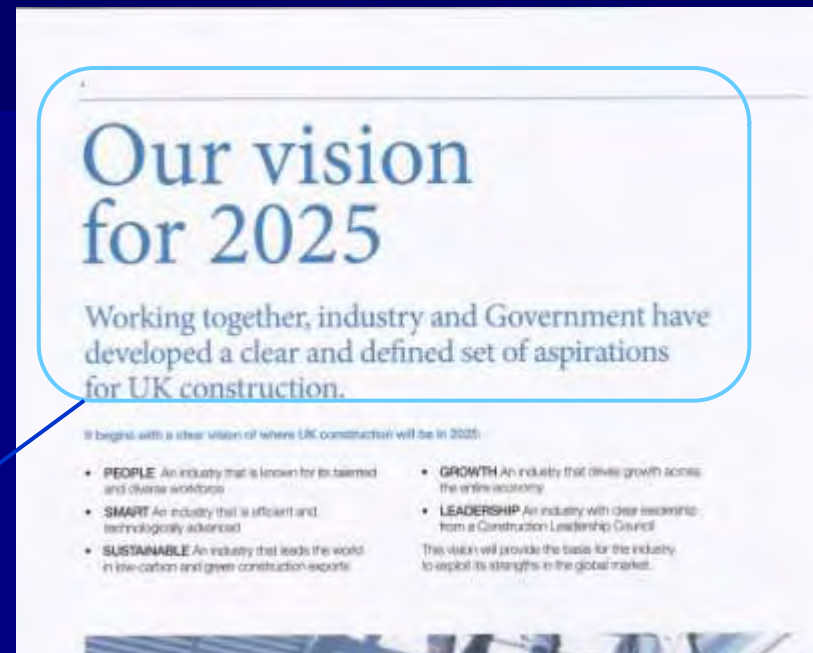 Our vision
for 2025
Working together, industry and Government have
developed a clear and defined set of aspirations
for UK construction.
It begins with a clear vision of where UK construction will be in 2025:
• PEOPLE An industry that is known for its talented
and diverse workforce
• SMART An industry that is efficient and
technologically advanced
• SUSTAINABLE An industry that leads the world
in low-carbon and green construction exports
• GROWTH An industry that drives growth across
the entire economy
• LEADERSHIP An industry with clear leadership
from a Construction Leadership Council
This vision will provide the basis for the industry
to exploit its strengths in the global market.